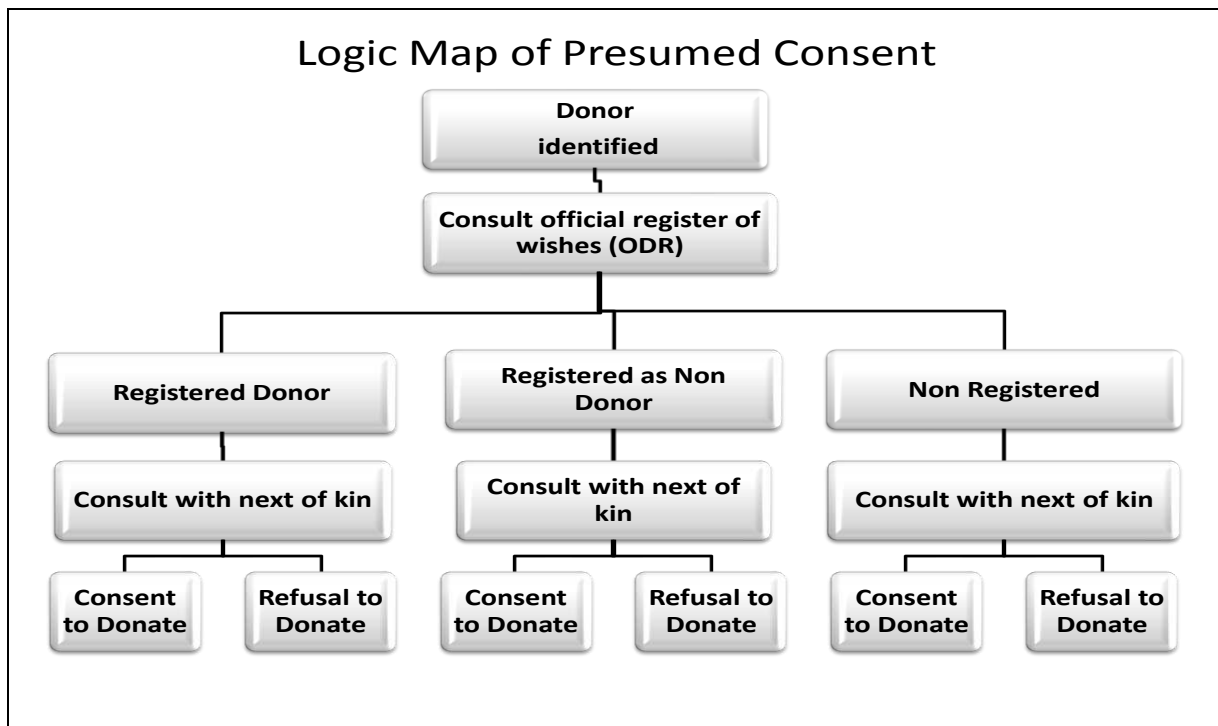 Logic Map of Presumed Consent
Donor
identified
Consult official register of
wishes (ODR)
Registered Donor
Registered as Non
Donor
Non Registered
Consult with next of kin
Consult with next of
kin
Consult with next of kin
Consent
to Donate
Refusal to
Donate
Consent
to Donate
Refusal to
Donate
Consent
to Donate
Refusal to
Donate